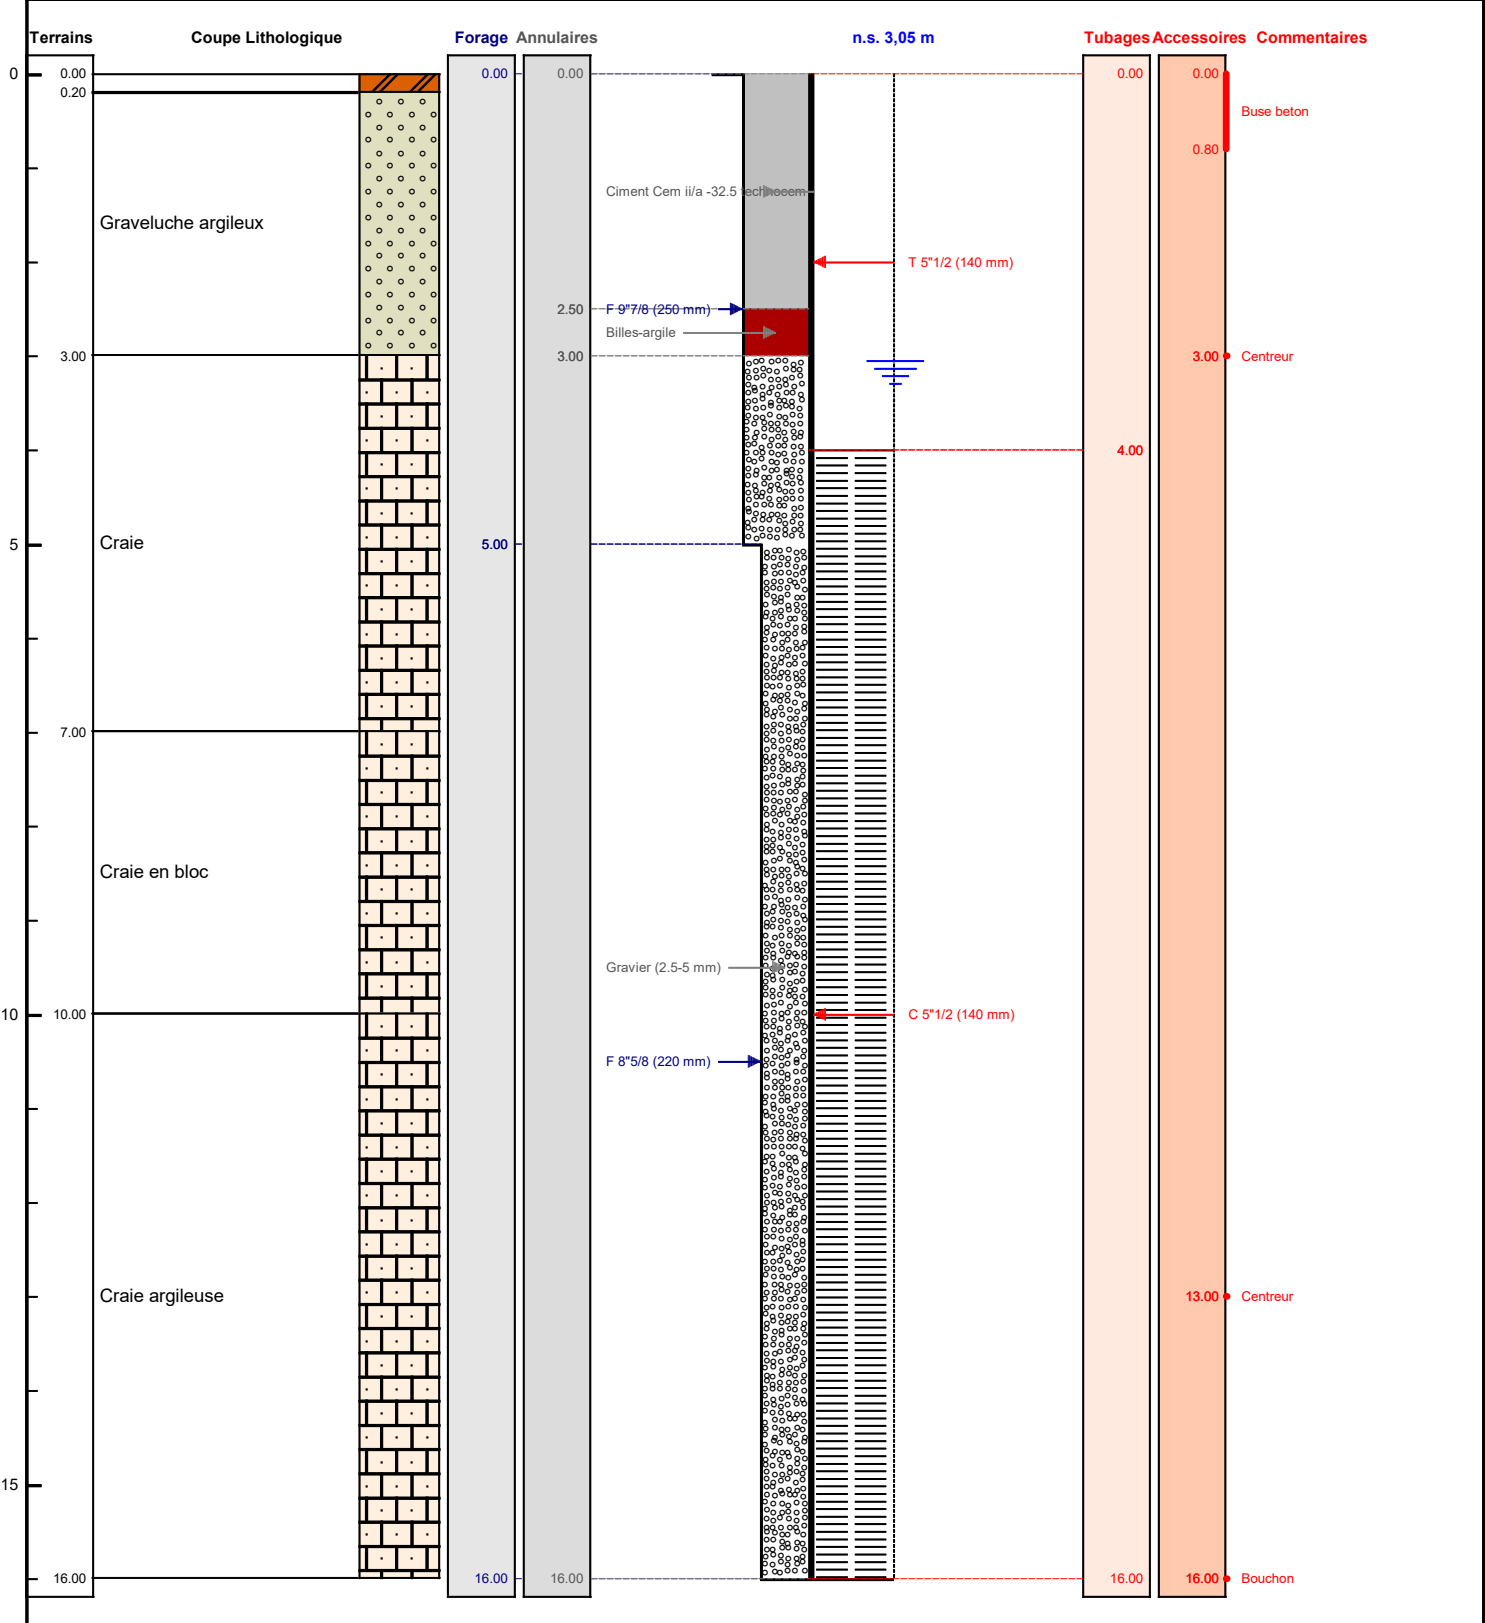 Terrains Coupe Lithologique Forage Annulaires n.s. 3,05 m Tubages Accessoires Commentaires
0 0.00 0.00 0.00 0.00 0.00
0.20
Buse beton
0.80
Ciment Cem ii/a -32.5 technocem
Graveluche argileux
T 5"1/2 (140 mm)
2.50 F 9"7/8 (250 mm)
Billes-argile
3.00 3.00 3.00 Centreur
4.00
5 Craie 5.00
7.00
Craie en bloc
Gravier (2.5-5 mm)
10 10.00 C 5"1/2 (140 mm)
F 8"5/8 (220 mm)
Craie argileuse 13.00 Centreur
15
16.00 16.00 16.00 16.00 16.00 Bouchon